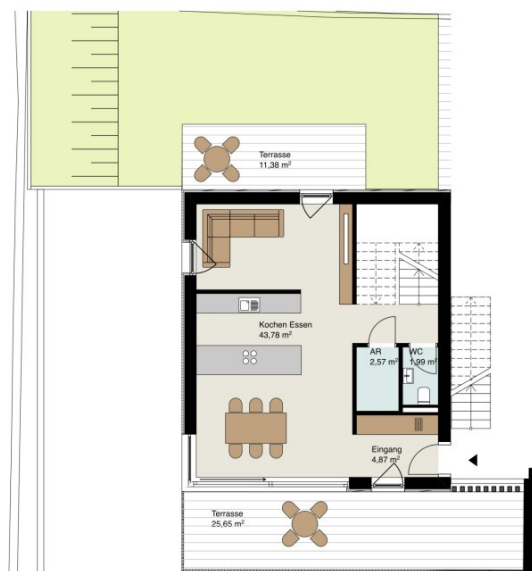 Terrasse
11,38 m²
Kochen Essen
43,78 m²
AR
2,57 m²
WC
1,99 m²
Eingang
4,87 m²
Terrasse
25,65 m²